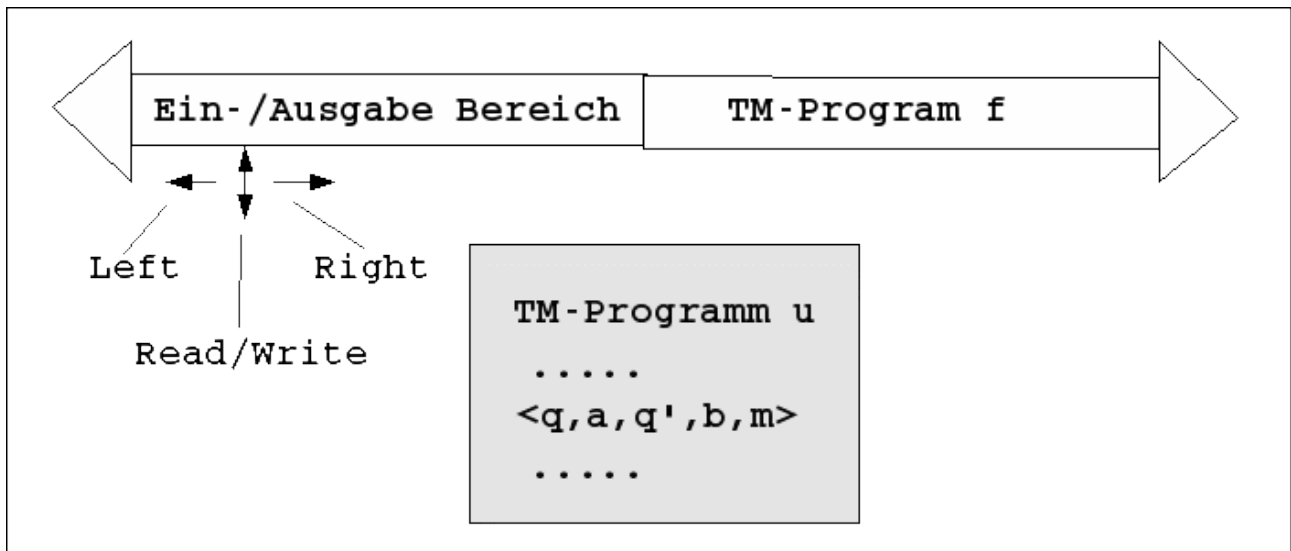 Ein-/Ausgabe Bereich
TM-Program f
Left
Right
Read/Write
TM-Programm u
.....
<q,a,q',b,m>
.....